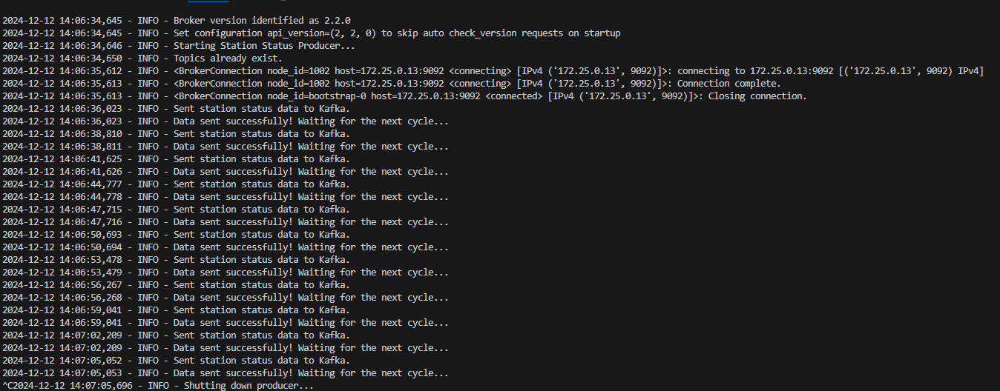 2024-12-12 14:06:34,645 - INFO - Broker version identified as 2.2.0
2024-12-12 14:06:34,645 - INFO - Set configuration api_version=(2, 2, 0) to skip auto check_version requests on startup
2024-12-12 14:06:34,646 - INFO - Starting Station Status Producer...
2024-12-12 14:06:34,650 - INFO - Topics already exist.
2024-12-12 14:06:35,612 - INFO - <BrokerConnection node_id=1002 host=172.25.0.13:9092 <connecting> [IPv4 ('172.25.0.13', 9092)]>: connecting to 172.25.0.13:9092 [('172.25.0.13', 9092) IPv4]
2024-12-12 14:06:35,613 - INFO - <BrokerConnection node_id=1002 host=172.25.0.13:9092 <connecting> [IPv4 ('172.25.0.13', 9092)]>: Connection complete.
2024-12-12 14:06:35,613 - INFO - <BrokerConnection node_id=bootstrap-0 host=172.25.0.13:9092 <connected> [IPv4 ('172.25.0.13', 9092)]>: Closing connection.
2024-12-12 14:06:36,023 - INFO - Sent station status data to Kafka.
2024-12-12 14:06:36,023 - INFO - Data sent successfully! Waiting for the next cycle...
2024-12-12 14:06:38,810 - INFO - Sent station status data to Kafka.
2024-12-12 14:06:38,811 - INFO - Data sent successfully! Waiting for the next cycle...
2024-12-12 14:06:41,625 - INFO - Sent station status data to Kafka.
2024-12-12 14:06:41,626 - INFO - Data sent successfully! Waiting for the next cycle...
2024-12-12 14:06:44,777 - INFO - Sent station status data to Kafka.
2024-12-12 14:06:44,778 - INFO - Data sent successfully! Waiting for the next cycle...
2024-12-12 14:06:47,715 - INFO - Sent station status data to Kafka.
2024-12-12 14:06:47,716 - INFO - Data sent successfully! Waiting for the next cycle...
2024-12-12 14:06:50,693 - INFO - Sent station status data to Kafka.
2024-12-12 14:06:50,694 - INFO - Data sent successfully! Waiting for the next cycle...
2024-12-12 14:06:53,478 - INFO - Sent station status data to Kafka.
2024-12-12 14:06:53,479 - INFO - Data sent successfully! Waiting for the next cycle...
2024-12-12 14:06:56,267 - INFO - Sent station status data to Kafka.
2024-12-12 14:06:56,268 - INFO - Data sent successfully! Waiting for the next cycle...
2024-12-12 14:06:59,041 - INFO - Sent station status data to Kafka.
2024-12-12 14:06:59,041 - INFO - Data sent successfully! Waiting for the next cycle...
2024-12-12 14:07:02,209 - INFO - Sent station status data to Kafka.
2024-12-12 14:07:02,209 - INFO - Data sent successfully! Waiting for the next cycle...
2024-12-12 14:07:05,052 - INFO - Sent station status data to Kafka.
2024-12-12 14:07:05,053 - INFO - Data sent successfully! Waiting for the next cycle...
^C2024-12-12 14:07:05,696 - INFO - Shutting down producer...